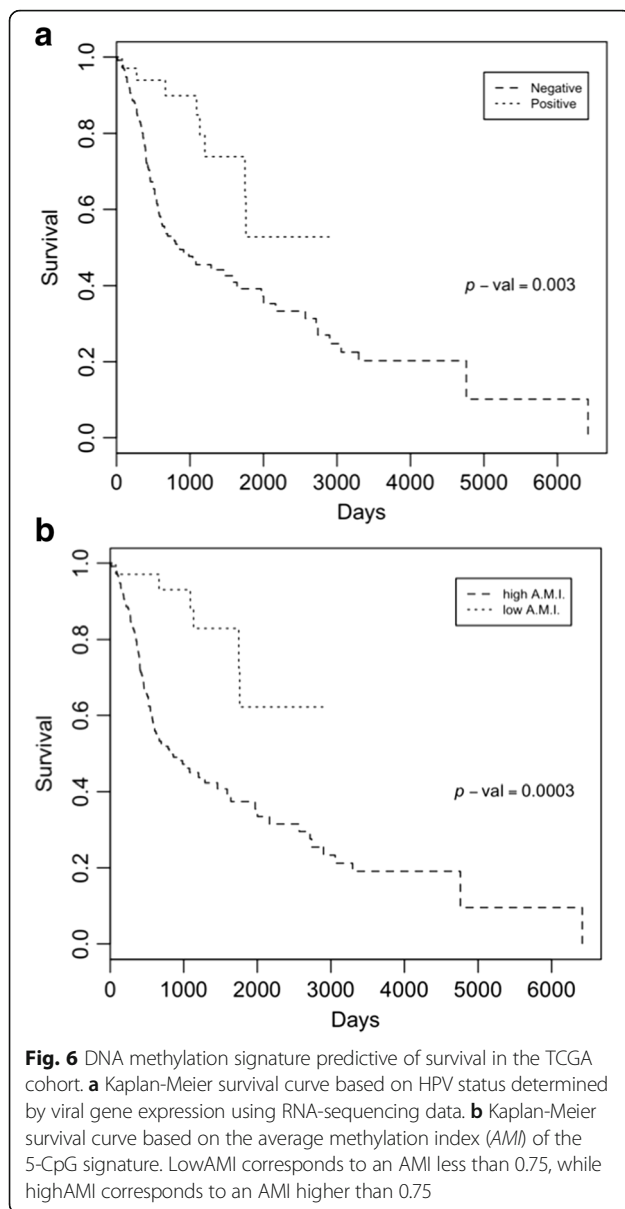 a
1.0
0.8
0.6
0.4
0.2
0.0
Survival
Negative
Positive
p – val = 0.003
0 1000 2000 3000 4000 5000 6000
Days
b
1.0
0.8
0.6
0.4
0.2
0.0
Survival
high A.M.I.
low A.M.I.
p – val = 0.0003
0 1000 2000 3000 4000 5000 6000
Days
Fig. 6 DNA methylation signature predictive of survival in the TCGA
cohort. a Kaplan-Meier survival curve based on HPV status determined
by viral gene expression using RNA-sequencing data. b Kaplan-Meier
survival curve based on the average methylation index (AMI) of the
5-CpG signature. LowAMI corresponds to an AMI less than 0.75, while
highAMI corresponds to an AMI higher than 0.75